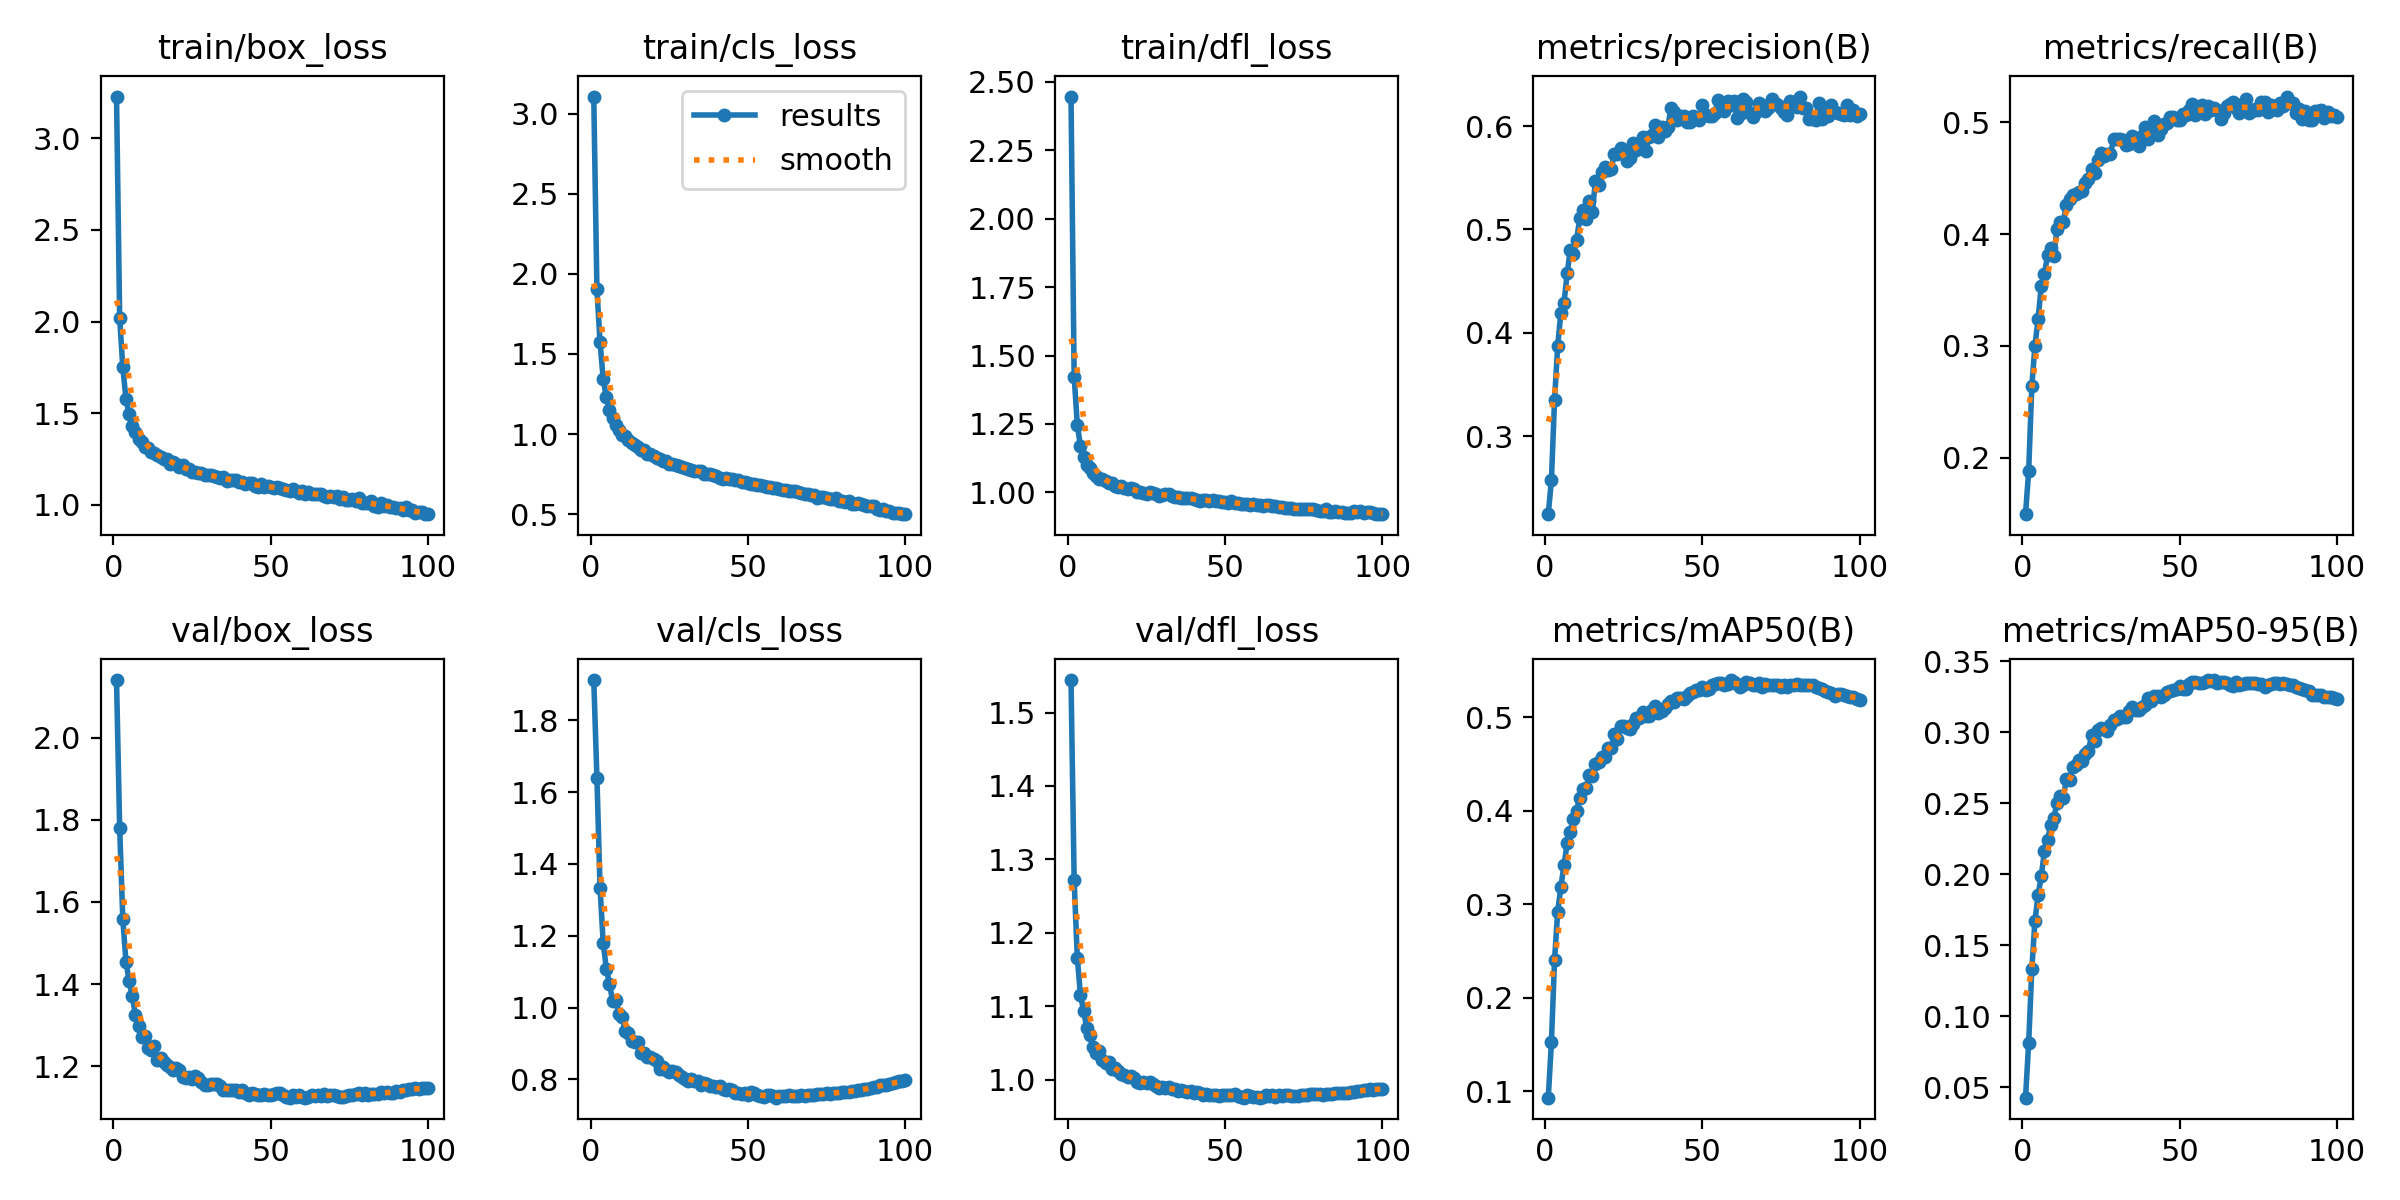 train/box_loss
3.0
2.5
2.0
1.5
1.0
0 50 100
train/cls_loss
results
smooth
3.0
2.5
2.0
1.5
1.0
0.5
0 50 100
train/dfl_loss
2.50
2.25
2.00
1.75
1.50
1.25
1.00
0 50 100
metrics/precision(B)
0.6
0.5
0.4
0.3
0 50 100
metrics/recall(B)
0.5
0.4
0.3
0.2
0 50 100
val/box_loss
2.0
1.8
1.6
1.4
1.2
0 50 100
val/cls_loss
1.8
1.6
1.4
1.2
1.0
0.8
0 50 100
val/dfl_loss
1.5
1.4
1.3
1.2
1.1
1.0
0 50 100
metrics/mAP50(B)
0.5
0.4
0.3
0.2
0.1
0 50 100
metrics/mAP50-95(B)
0.35
0.30
0.25
0.20
0.15
0.10
0.05
0 50 100